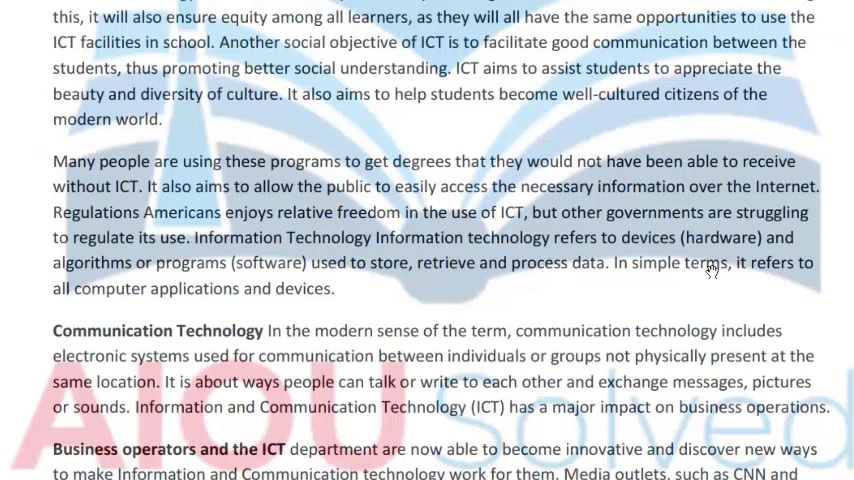 this, it will also ensure equity among all learners, as they will all have the same opportunities to use the
ICT facilities in school. Another social objective of ICT is to facilitate good communication between the
students, thus promoting better social understanding. ICT aims to assist students to appreciate the
beauty and diversity of culture. It also aims to help students become well-cultured citizens of the
modern world.
Many people are using these programs to get degrees that they would not have been able to receive
without ICT. It also aims to allow the public to easily access the necessary information over the Internet.
Regulations Americans enjoys relative freedom in the use of ICT, but other governments are struggling
to regulate its use. Information Technology Information technology refers to devices (hardware) and
algorithms or programs (software) used to store, retrieve and process data. In simple terms, it refers to
all computer applications and devices.
Communication Technology In the modern sense of the term, communication technology includes
electronic systems used for communication between individuals or groups not physically present at the
same location. It is about ways people can talk or write to each other and exchange messages, pictures
or sounds. Information and Communication Technology (ICT) has a major impact on business operations.
AIOU Solved
Business operators and the ICT department are now able to become innovative and discover new ways
to make Information and Communication technology work for them. Media outlets, such as CNN and